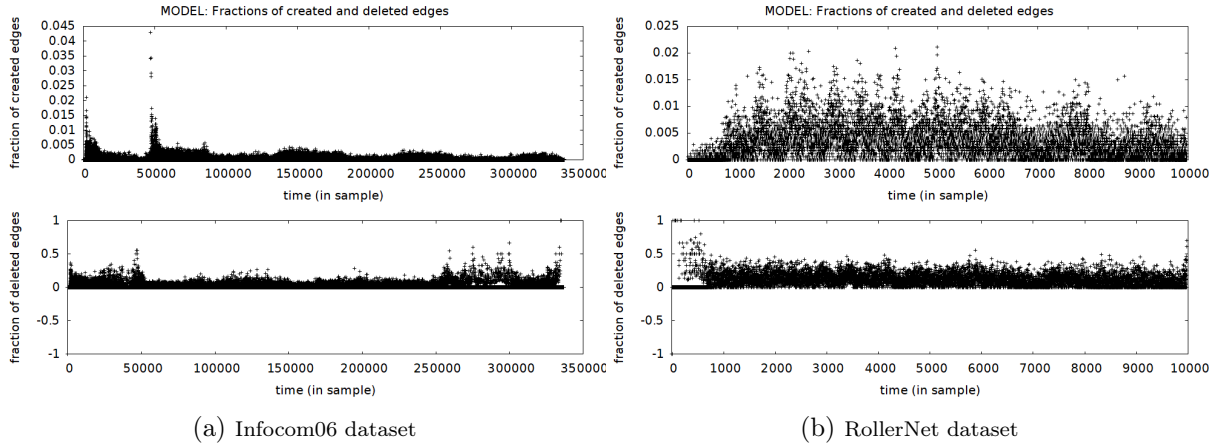 MODEL: Fractions of created and deleted edges
fraction of created edges
0.045
0.04
0.035
0.03
0.025
0.02
0.015
0.01
0.005
0
0 50000 100000 150000 200000 250000 300000 350000
time (in sample)
fraction of deleted edges
1
0.5
0
-0.5
-1
0 50000 100000 150000 200000 250000 300000 350000
time (in sample)
(a) Infocom06 dataset
MODEL: Fractions of created and deleted edges
fraction of created edges
0.025
0.02
0.015
0.01
0.005
0
0 1000 2000 3000 4000 5000 6000 7000 8000 9000 10000
time (in sample)
fraction of deleted edges
1
0.5
0
-0.5
-1
0 1000 2000 3000 4000 5000 6000 7000 8000 9000 10000
time (in sample)
(b) RollerNet dataset